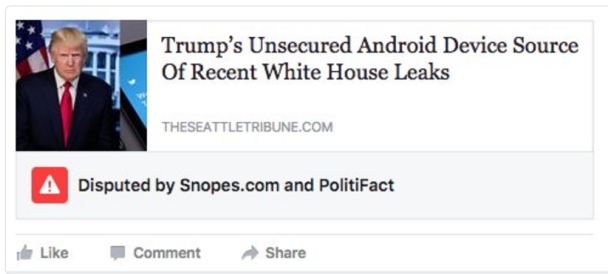 Trump's Unsecured Android Device Source
Of Recent White House Leaks
THESEATTLETRIBUNE.COM
Disputed by Snopes.com and PolitiFact
Like Comment Share